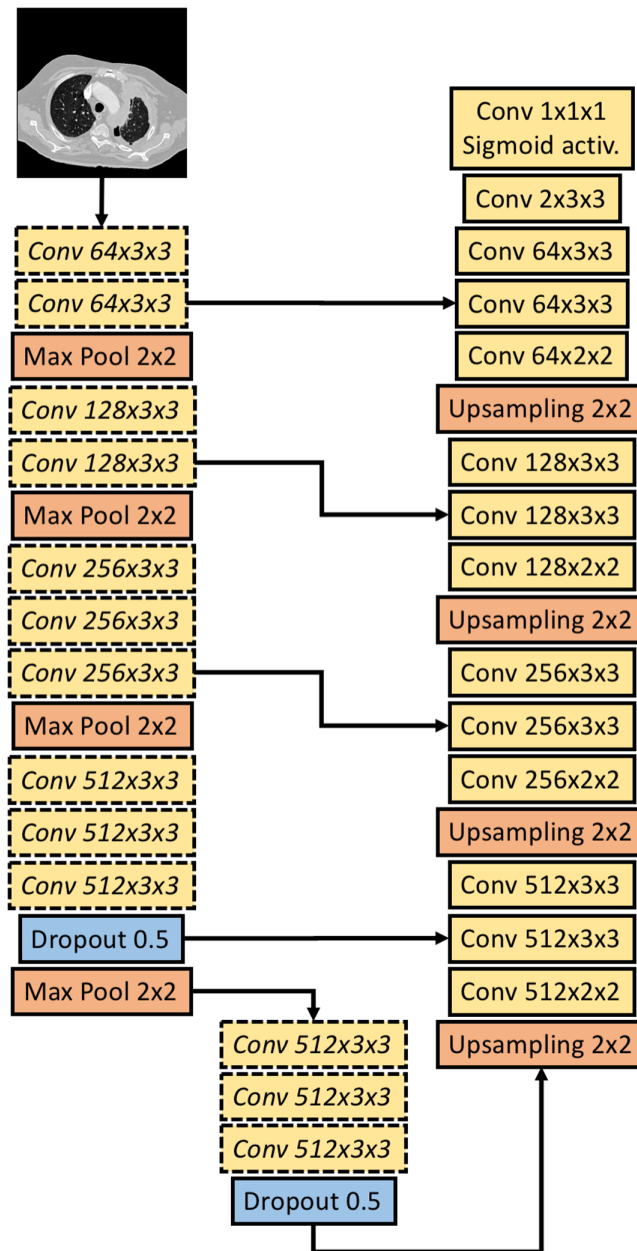 Conv 64x3x3
Conv 64x3x3
Max Pool 2x2
Conv 128x3x3
Conv 128x3x3
Max Pool 2x2
Conv 256x3x3
Conv 256x3x3
Conv 256x3x3
Max Pool 2x2
Conv 512x3x3
Conv 512x3x3
Conv 512x3x3
Dropout 0.5
Max Pool 2x2
Conv 512x3x3
Conv 512x3x3
Conv 512x3x3
Dropout 0.5
Conv 1x1x1
Sigmoid activ.
Conv 2x3x3
Conv 64x3x3
Conv 64x3x3
Conv 64x2x2
Upsampling 2x2
Conv 128x3x3
Conv 128x3x3
Conv 128x2x2
Upsampling 2x2
Conv 256x3x3
Conv 256x3x3
Conv 256x2x2
Upsampling 2x2
Conv 512x3x3
Conv 512x3x3
Conv 512x2x2
Upsampling 2x2